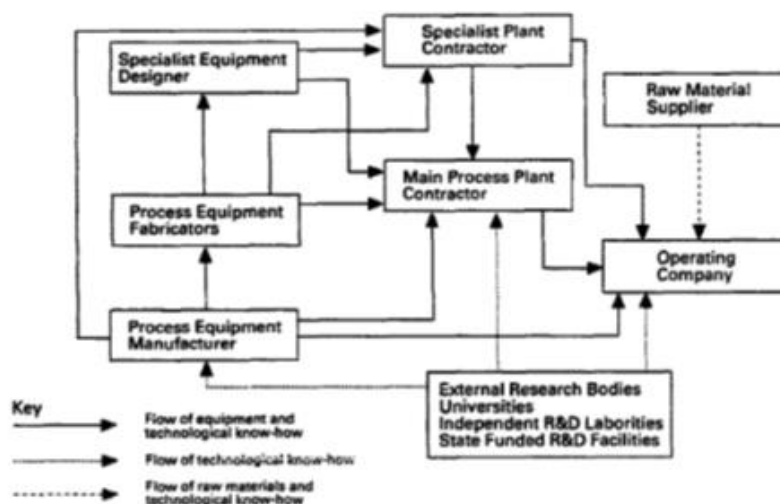 Specialist Plant
Contractor
Specialist Equipment
Designer
Raw Material
Supplier
Main Process Plant
Contractor
Process Equipment
Fabricators
Operating
Company
Process Equipment
Manufacturer
External Research Bodies
Universities
Independent R&D Laborities
State Funded R&D Facilities
Key
Flow of equipment and
technological know-how
Flow of technological know-how
Flow of raw materials and
technological know-how